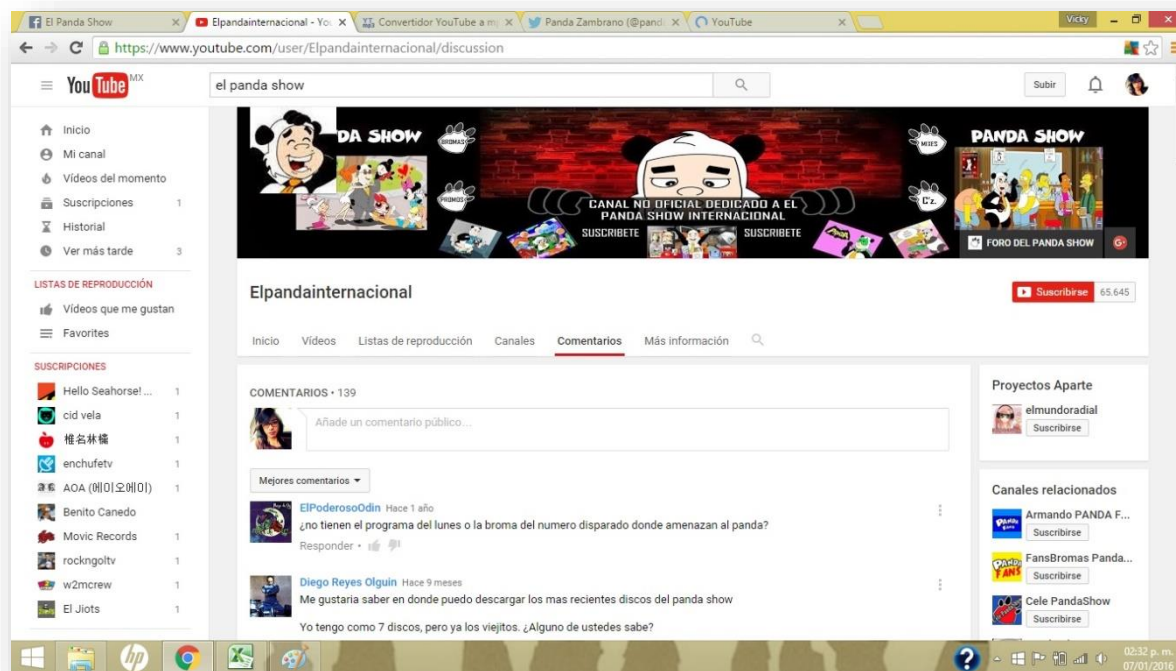 El Panda Show
Elpandainternacional - You
Convertidor YouTube a m
Panda Zambrano (@pand
YouTube
Vicky
https://www.youtube.com/user/Elpandainternacional/discussion
YouTube MX
el panda show
Subir
Inicio
Mi canal
Vídeos del momento
Suscripciones 1
Historial
Ver más tarde 3
LISTAS DE REPRODUCCIÓN
Vídeos que me gustan
Favorites
SUSCRIPCIONES
Hello Seahorse! ... 1
cid vela 1
椎名林檎 1
enchufetv 1
AOA (에이오에이) 1
Benito Canedo
Movic Records 1
rockngoltv 1
w2mcrew 1
El Jiots 1
DA SHOW
BROMAS
PROMOS
CANAL NO OFICIAL DEDICADO A EL
PANDA SHOW INTERNACIONAL
SUSCRIBETE
SUSCRIBETE
MIXES
C'z.
PANDA SHOW
FORO DEL PANDA SHOW
G+
Elpandainternacional
Suscribirse 65.645
Inicio Vídeos Listas de reproducción Canales Comentarios Más información
COMENTARIOS • 139
Añade un comentario público...
Mejores comentarios
ElPoderosoOdin Hace 1 año
¿no tienen el programa del lunes o la broma del numero disparado donde amenazan al panda?
Responder •
Diego Reyes Olguin Hace 9 meses
Me gustaria saber en donde puedo descargar los mas recientes discos del panda show
Yo tengo como 7 discos, pero ya los viejitos. ¿Alguno de ustedes sabe?
Proyectos Aparte
elmundoradial
Suscribirse
Canales relacionados
Armando PANDA F...
Suscribirse
FansBromas Panda...
Suscribirse
Cele PandaShow
Suscribirse
hp
02:32 p. m.
07/01/2016